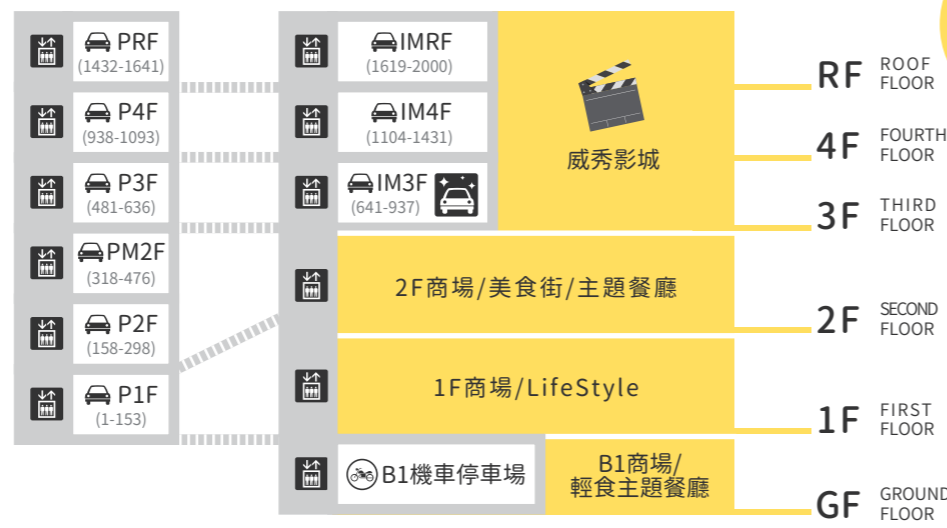 PRF
(1432-1641)
P4F
(938-1093)
P3F
(481-636)
PM2F
(318-476)
P2F
(158-298)
P1F
(1-153)
IMRF
(1619-2000)
IM4F
(1104-1431)
IM3F
(641-937)
威秀影城
2F商場/美食街/主題餐廳
1F商場/LifeStyle
B1機車停車場
B1商場/
輕食主題餐廳
RF ROOF
FLOOR
4F FOURTH
FLOOR
3F THIRD
FLOOR
2F SECOND
FLOOR
1F FIRST
FLOOR
GF GROUND
FLOOR